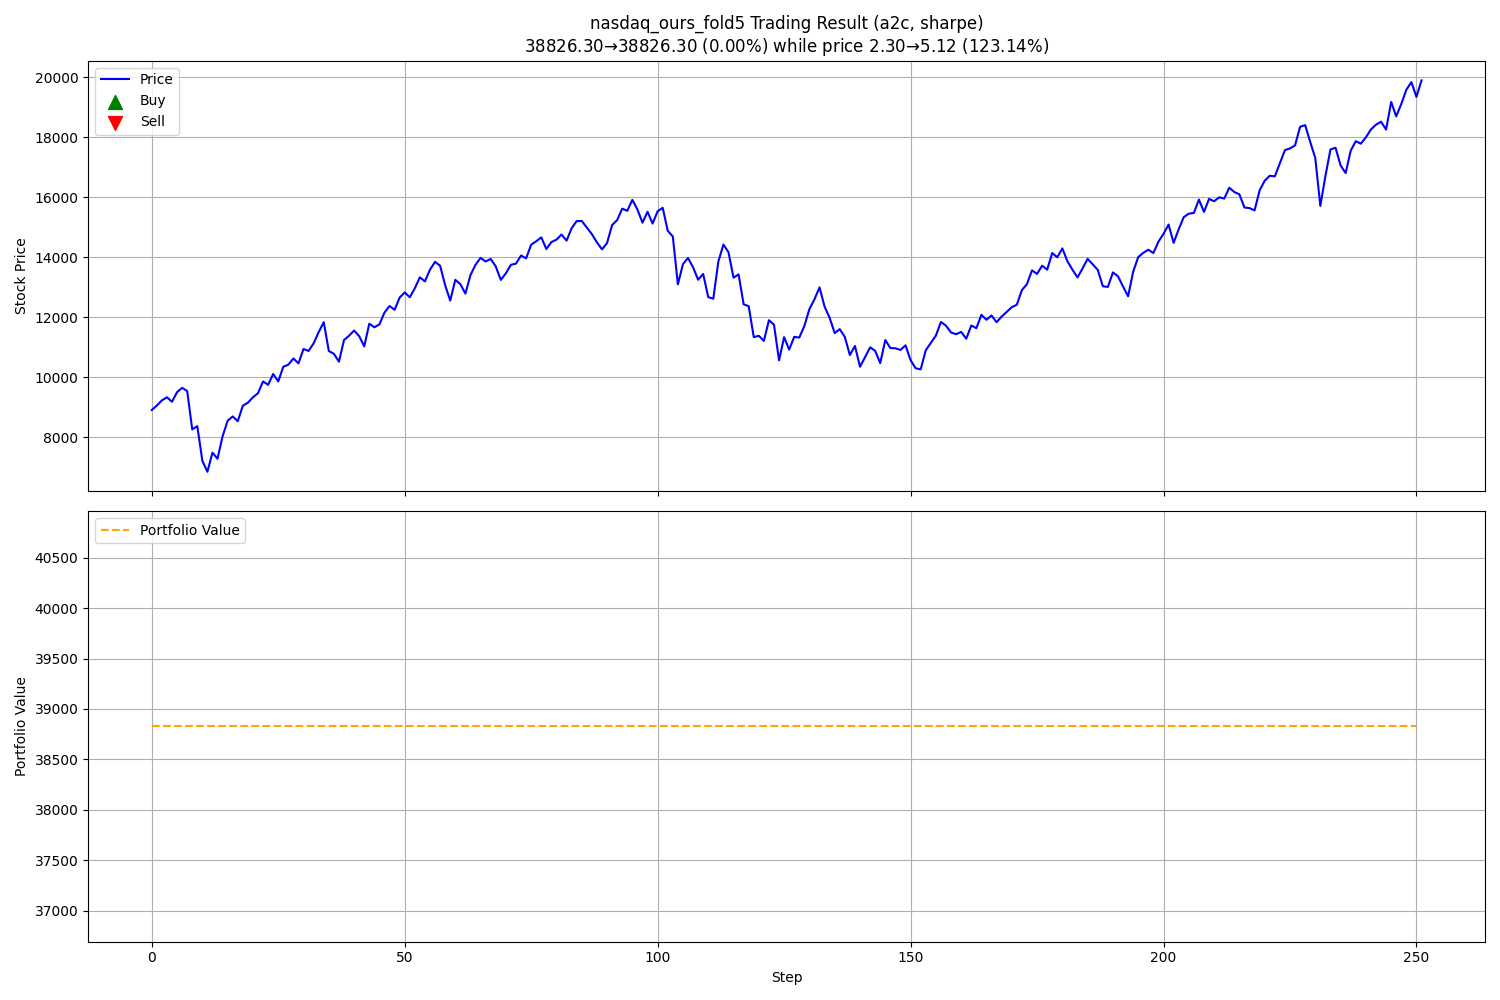 nasdaq_ours_fold5 Trading Result (a2c, sharpe)
38826.30→38826.30 (0.00%) while price 2.30→5.12 (123.14%)
Price
Buy
Sell
Stock Price
20000
18000
16000
14000
12000
10000
8000
Portfolio Value
Portfolio Value
40500
40000
39500
39000
38500
38000
37500
37000
0
50
100
150
200
250
Step